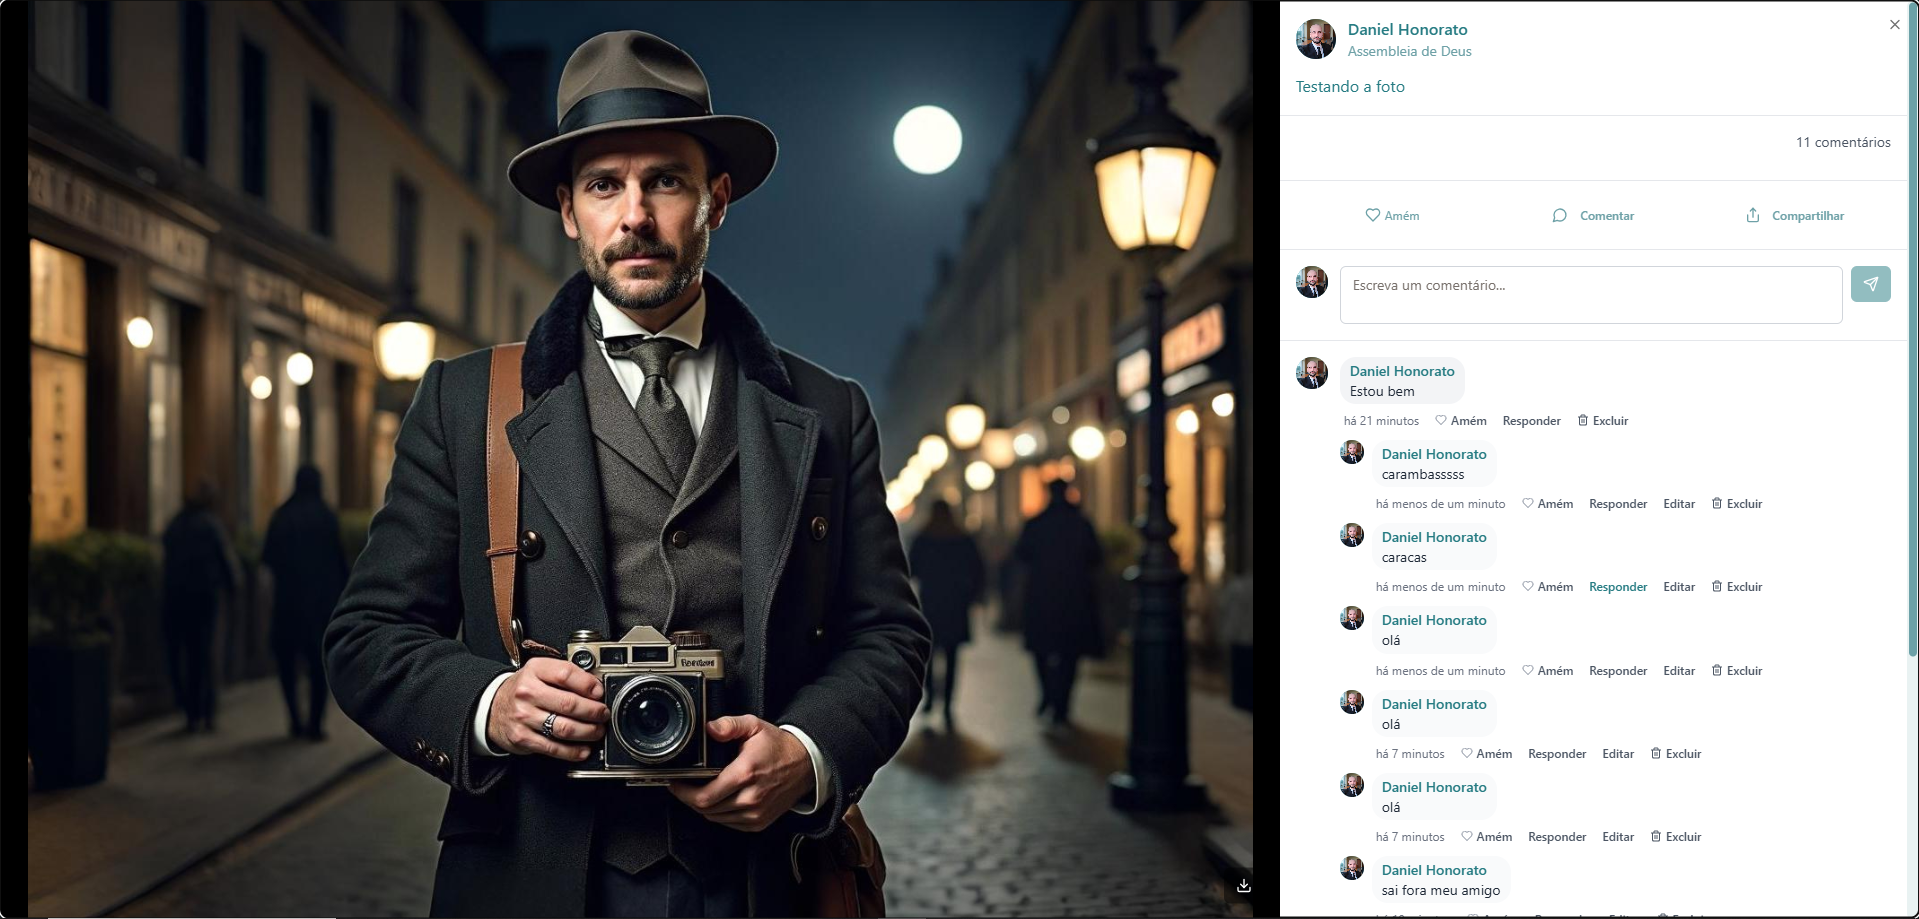 Daniel Honorato
Assembleia de Deus
Testando a foto
11 comentários
Amém Comentar Compartilhar
Escreva um comentário...
Daniel Honorato
Estou bem
há 21 minutos Amém Responder Excluir
Daniel Honorato
carambasssss
há menos de um minuto Amém Responder Editar Excluir
Daniel Honorato
caracas
há menos de um minuto Amém Responder Editar Excluir
Daniel Honorato
olá
há menos de um minuto Amém Responder Editar Excluir
Daniel Honorato
olá
há 7 minutos Amém Responder Editar Excluir
Daniel Honorato
olá
há 7 minutos Amém Responder Editar Excluir
Daniel Honorato
sai fora meu amigo